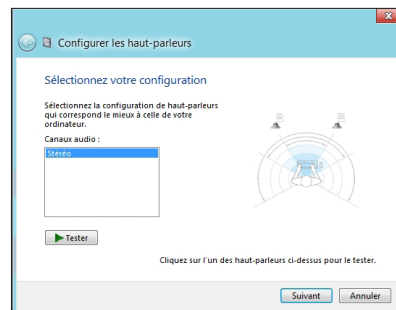 Configurer les haut-parleurs
Sélectionnez votre configuration
Sélectionnez la configuration de haut-parleurs
qui correspond le mieux à celle de votre
ordinateur.
Canaux audio :
Stéréo
G
D
Tester
Cliquez sur l'un des haut-parleurs ci-dessus pour le tester.
Suivant
Annuler